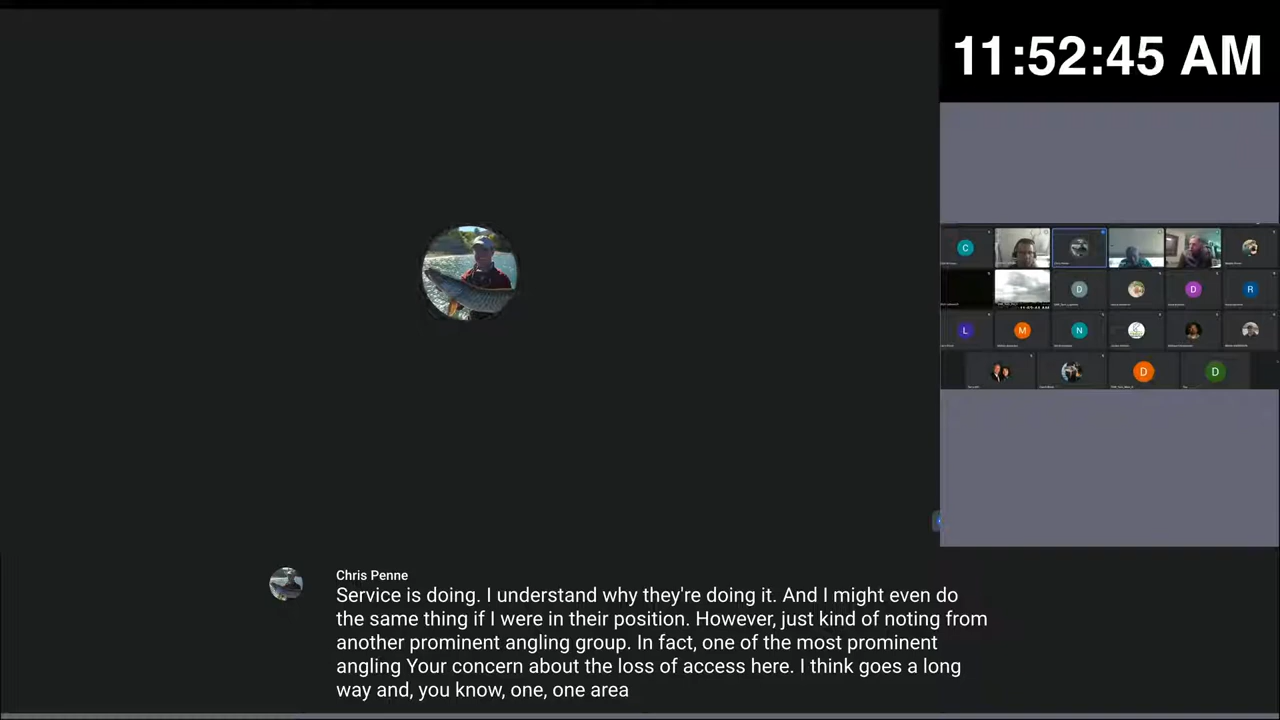 11:52:45 AM
C
D
D
R
L
M
N
D
D
Chris Penne
Service is doing. I understand why they're doing it. And I might even do
the same thing if I were in their position. However, just kind of noting from
another prominent angling group. In fact, one of the most prominent
angling Your concern about the loss of access here. I think goes a long
way and, you know, one, one area